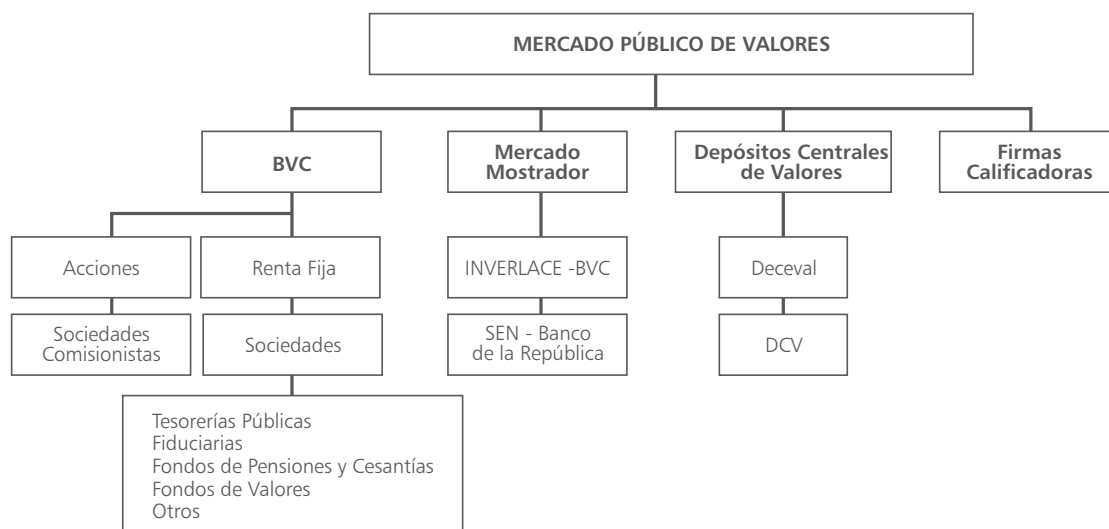 MERCADO PÚBLICO DE VALORES
BVC
Mercado
Mostrador
Depósitos Centrales
de Valores
Firmas
Calificadoras
Acciones
Renta Fija
INVERLACE -BVC
Deceval
Sociedades
Comisionistas
Sociedades
SEN - Banco
de la República
DCV
Tesorerías Públicas
Fiduciarias
Fondos de Pensiones y Cesantías
Fondos de Valores
Otros